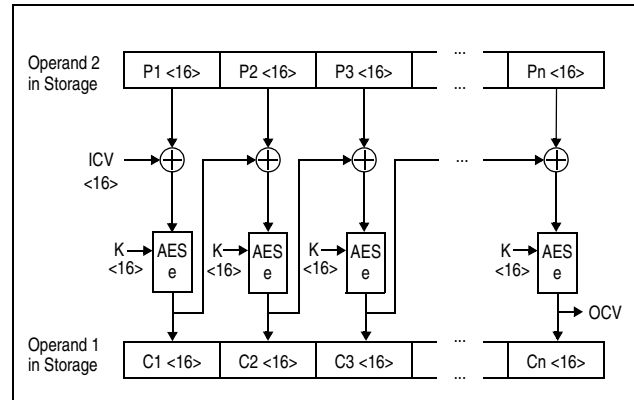 Operand 2
in Storage
P1 <16> P2 <16> P3 <16> ... ... Pn <16>
ICV
<16>
...
K
<16>
AES
e
K
<16>
AES
e
K
<16>
AES
e
K
<16>
AES
e
OCV
Operand 1
in Storage
C1 <16> C2 <16> C3 <16> ... ... Cn <16>